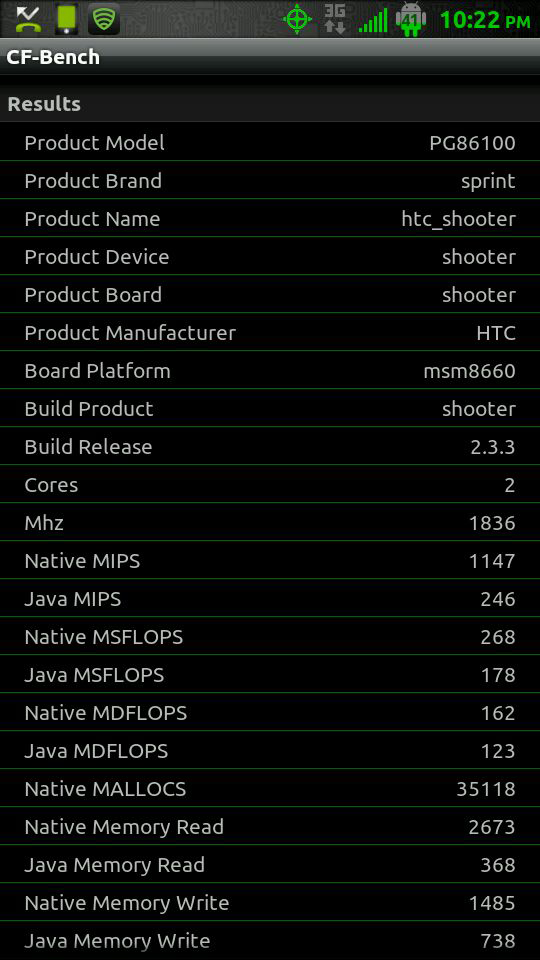 3G 41 10:22 PM
CF-Bench
Results
Product Model PG86100
Product Brand sprint
Product Name htc_shooter
Product Device shooter
Product Board shooter
Product Manufacturer HTC
Board Platform msm8660
Build Product shooter
Build Release 2.3.3
Cores 2
Mhz 1836
Native MIPS 1147
Java MIPS 246
Native MSFLOPS 268
Java MSFLOPS 178
Native MDFLOPS 162
Java MDFLOPS 123
Native MALLOCS 35118
Native Memory Read 2673
Java Memory Read 368
Native Memory Write 1485
Java Memory Write 738